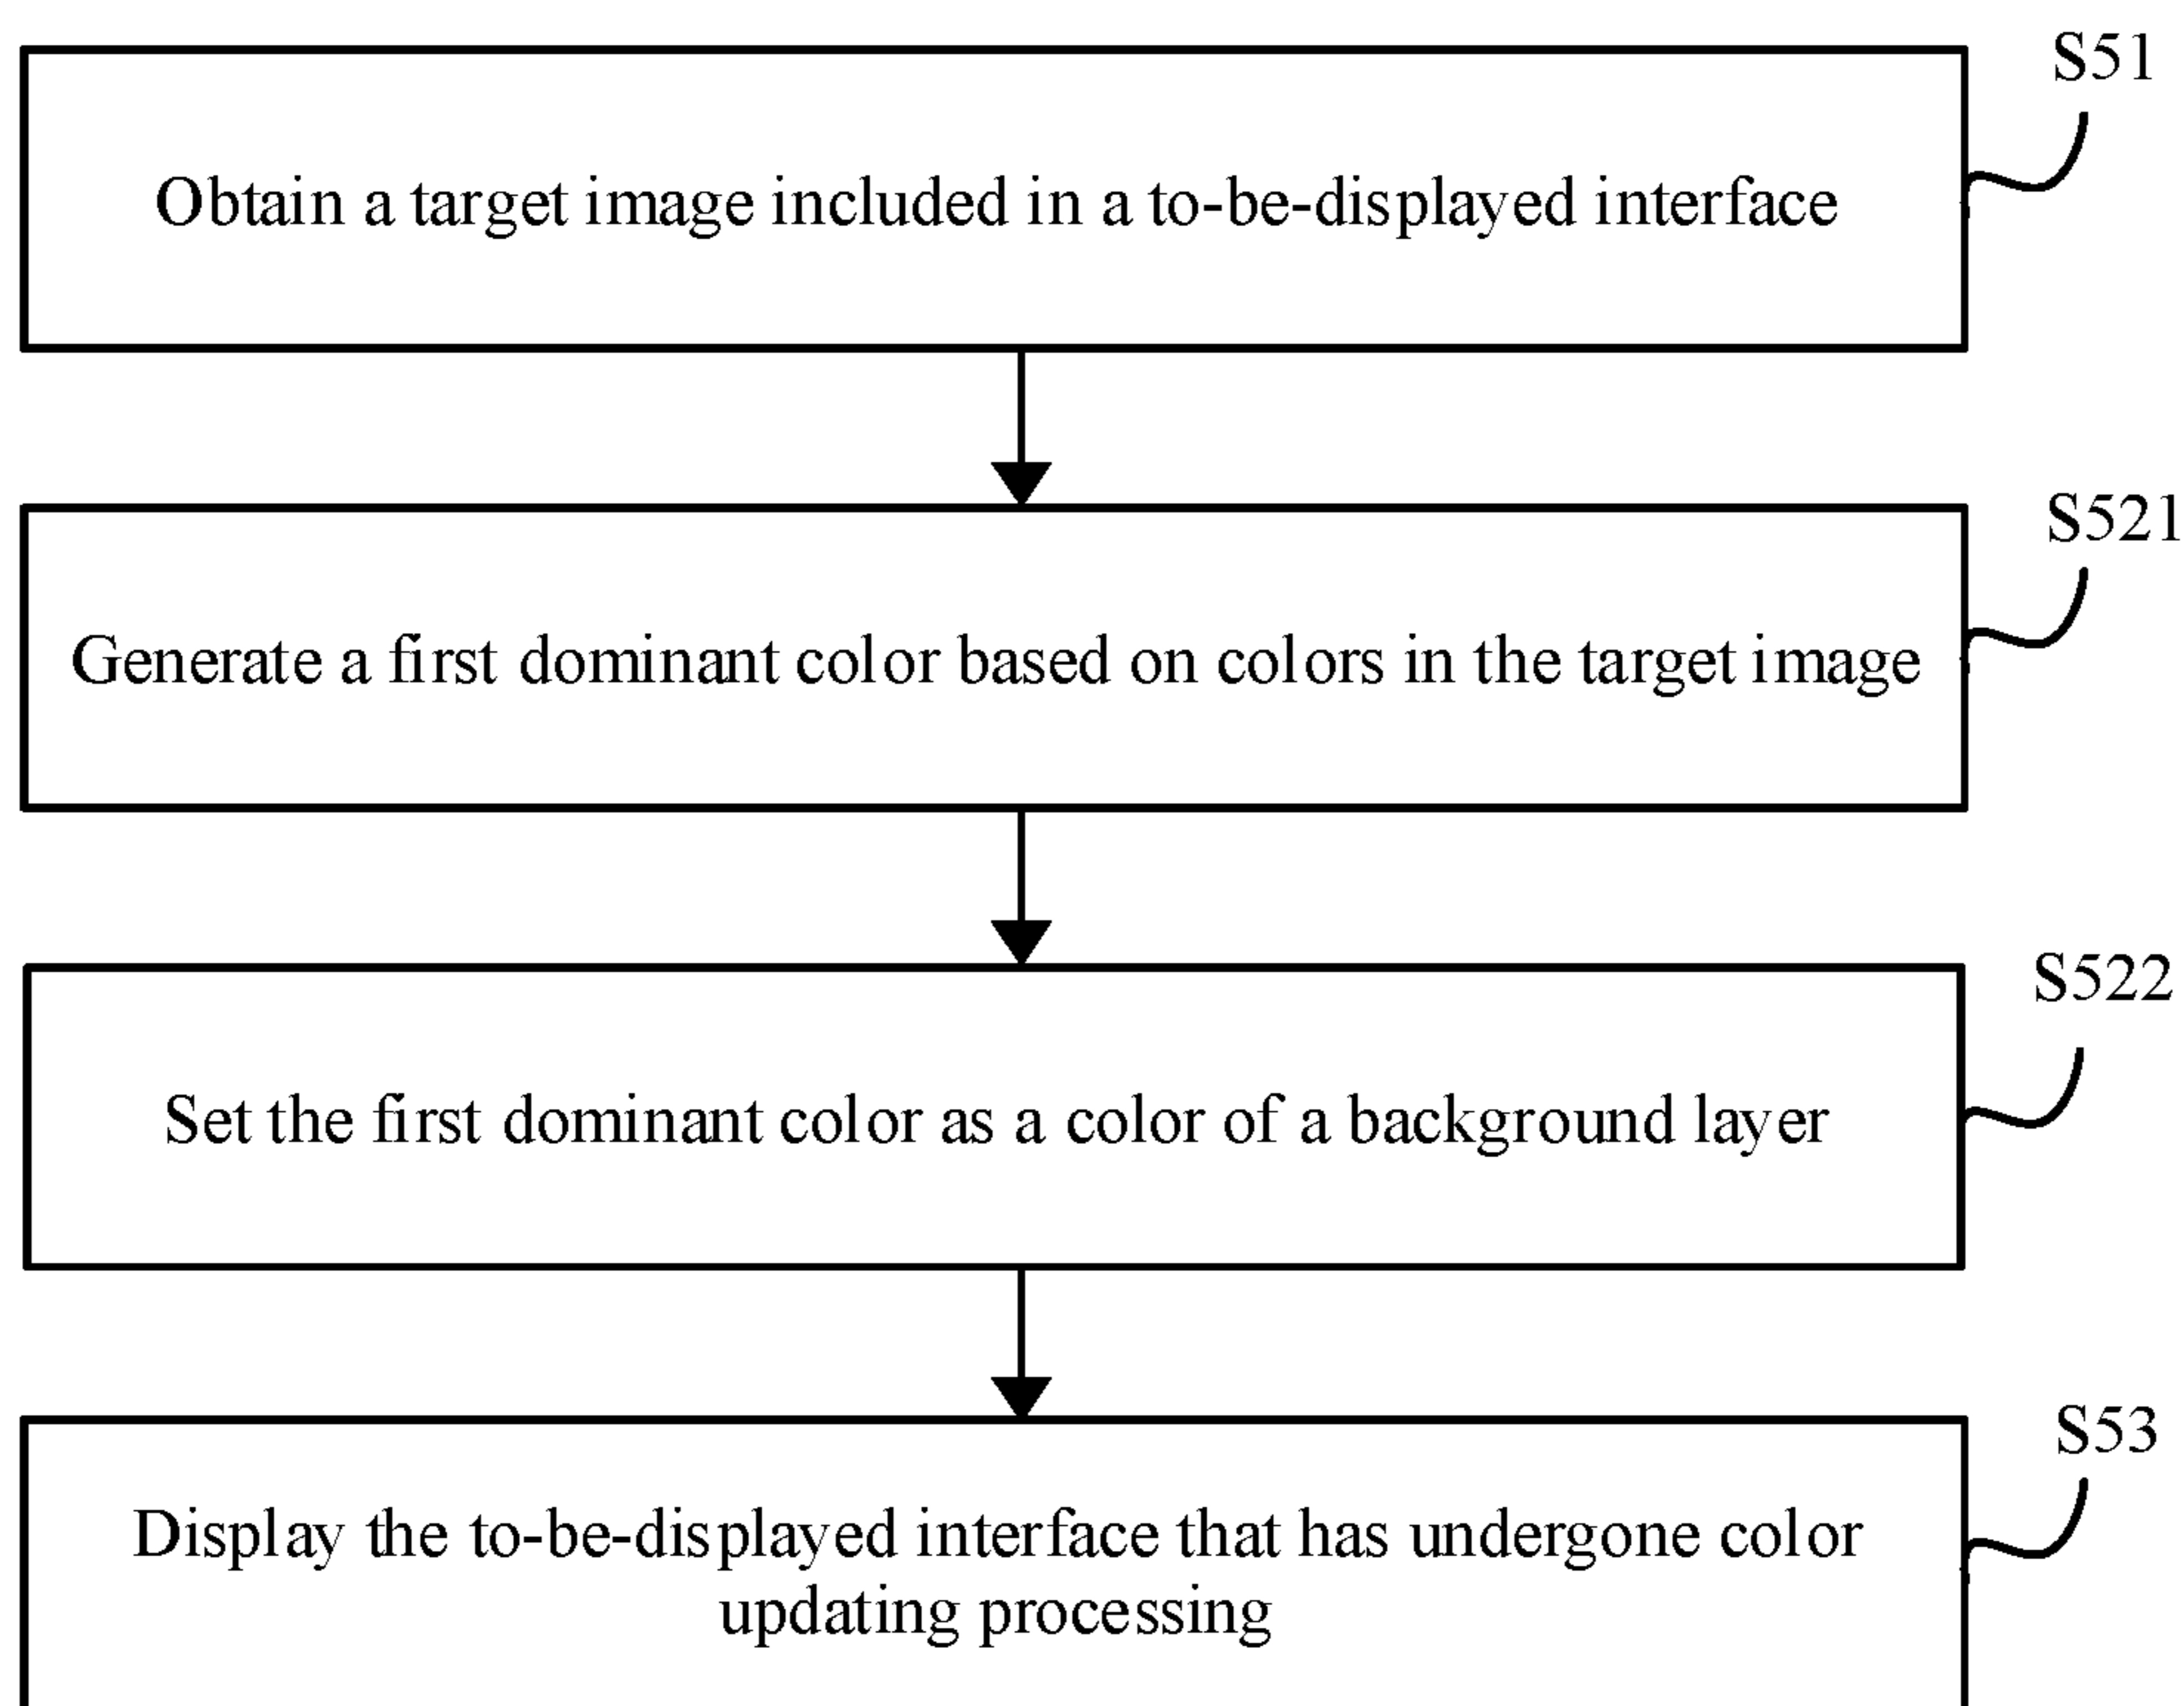 S51
Obtain a target image included in a to-be-displayed interface
S521
Generate a first dominant color based on colors in the target image
S522
Set the first dominant color as a color of a background layer
S53
Display the to-be-displayed interface that has undergone color
updating processing